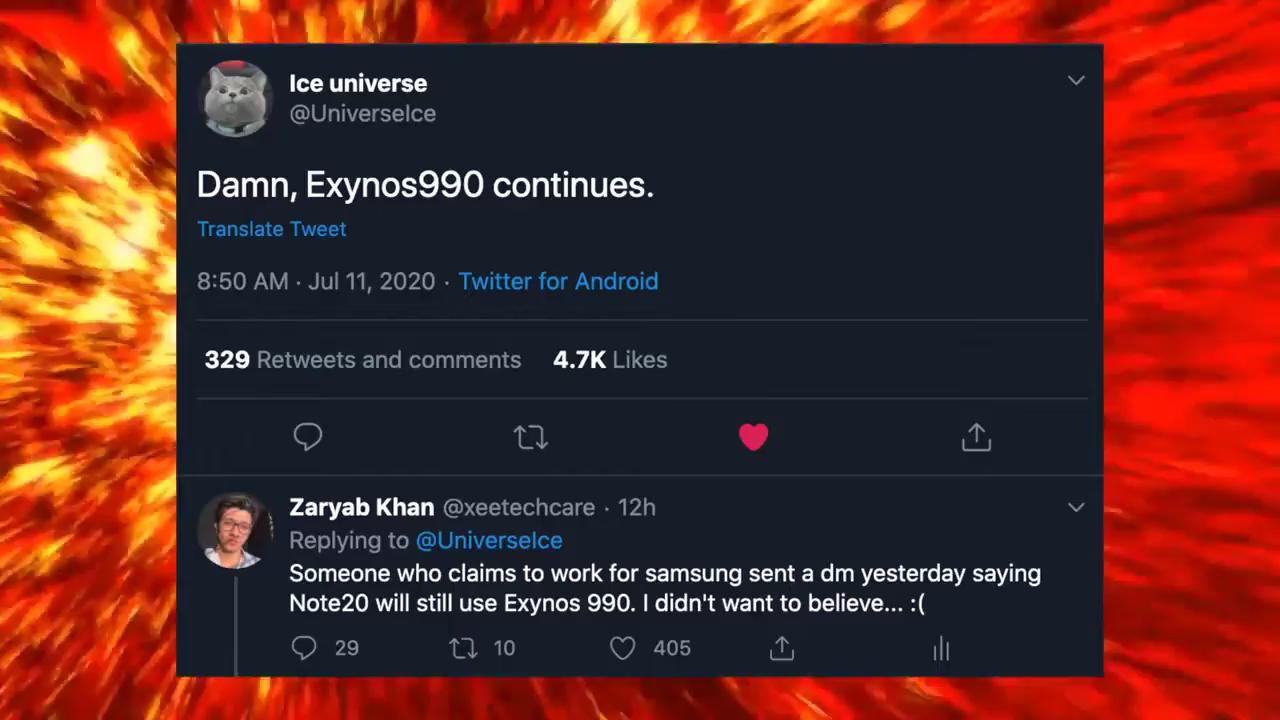 Ice universe
@UniverseIce
Damn, Exynos990 continues.
Translate Tweet
8:50 AM · Jul 11, 2020 · Twitter for Android
329 Retweets and comments 4.7K Likes
Zaryab Khan @xeetechcare · 12h
Replying to @UniverseIce
Someone who claims to work for samsung sent a dm yesterday saying
Note20 will still use Exynos 990. I didn't want to believe... :(
29 10 405